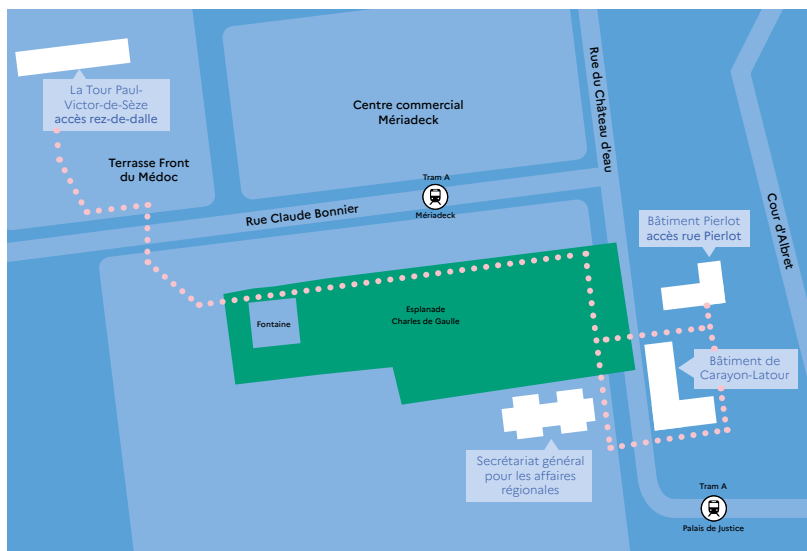 La Tour Paul-
Victor-de-Sèze
accès rez-de-dalle
Terrasse Front
du Médoc
Centre commercial
Mériadeck
Rue du Château d'eau
Tram A
Mériadeck
Rue Claude Bonnier
Cour d'Albret
Bâtiment Pierlot
accès rue Pierlot
Fontaine
Esplanade
Charles de Gaulle
Bâtiment de
Carayon-Latour
Secrétariat général
pour les affaires
régionales
Tram A
Palais de Justice